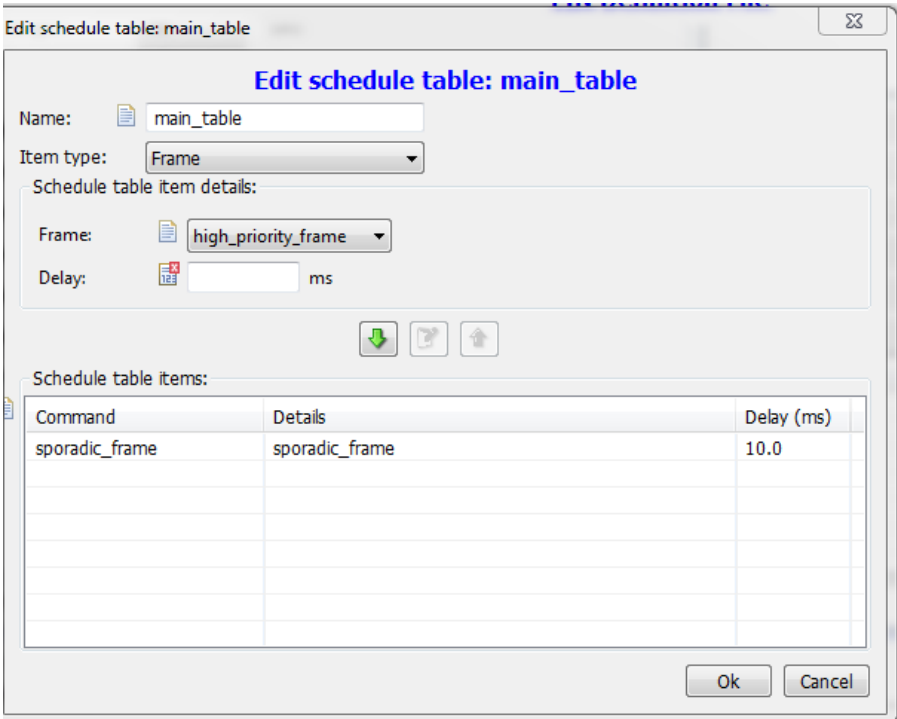 Edit schedule table: main_table
Edit schedule table: main_table
Name: main_table
Item type: Frame
Schedule table item details:
Frame: high_priority_frame
Delay: 123 ms
Schedule table items:
Command Details Delay (ms)
sporadic_frame sporadic_frame 10.0
Ok Cancel